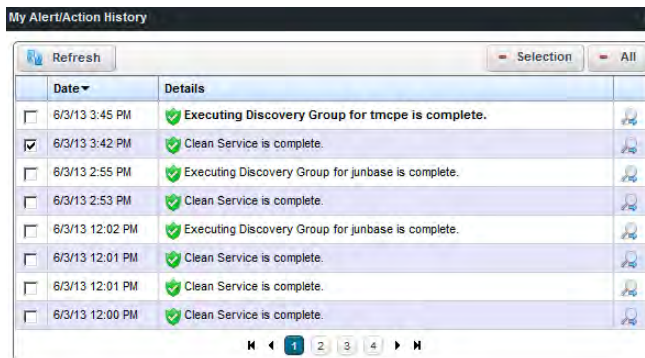 My Alert/Action History
Refresh
Selection
All
Date
Details
6/3/13 3:45 PM Executing Discovery Group for tmcpe is complete.
6/3/13 3:42 PM Clean Service is complete.
6/3/13 2:55 PM Executing Discovery Group for junbase is complete.
6/3/13 2:53 PM Clean Service is complete.
6/3/13 12:02 PM Executing Discovery Group for junbase is complete.
6/3/13 12:01 PM Clean Service is complete.
6/3/13 12:01 PM Clean Service is complete.
6/3/13 12:00 PM Clean Service is complete.
1 2 3 4